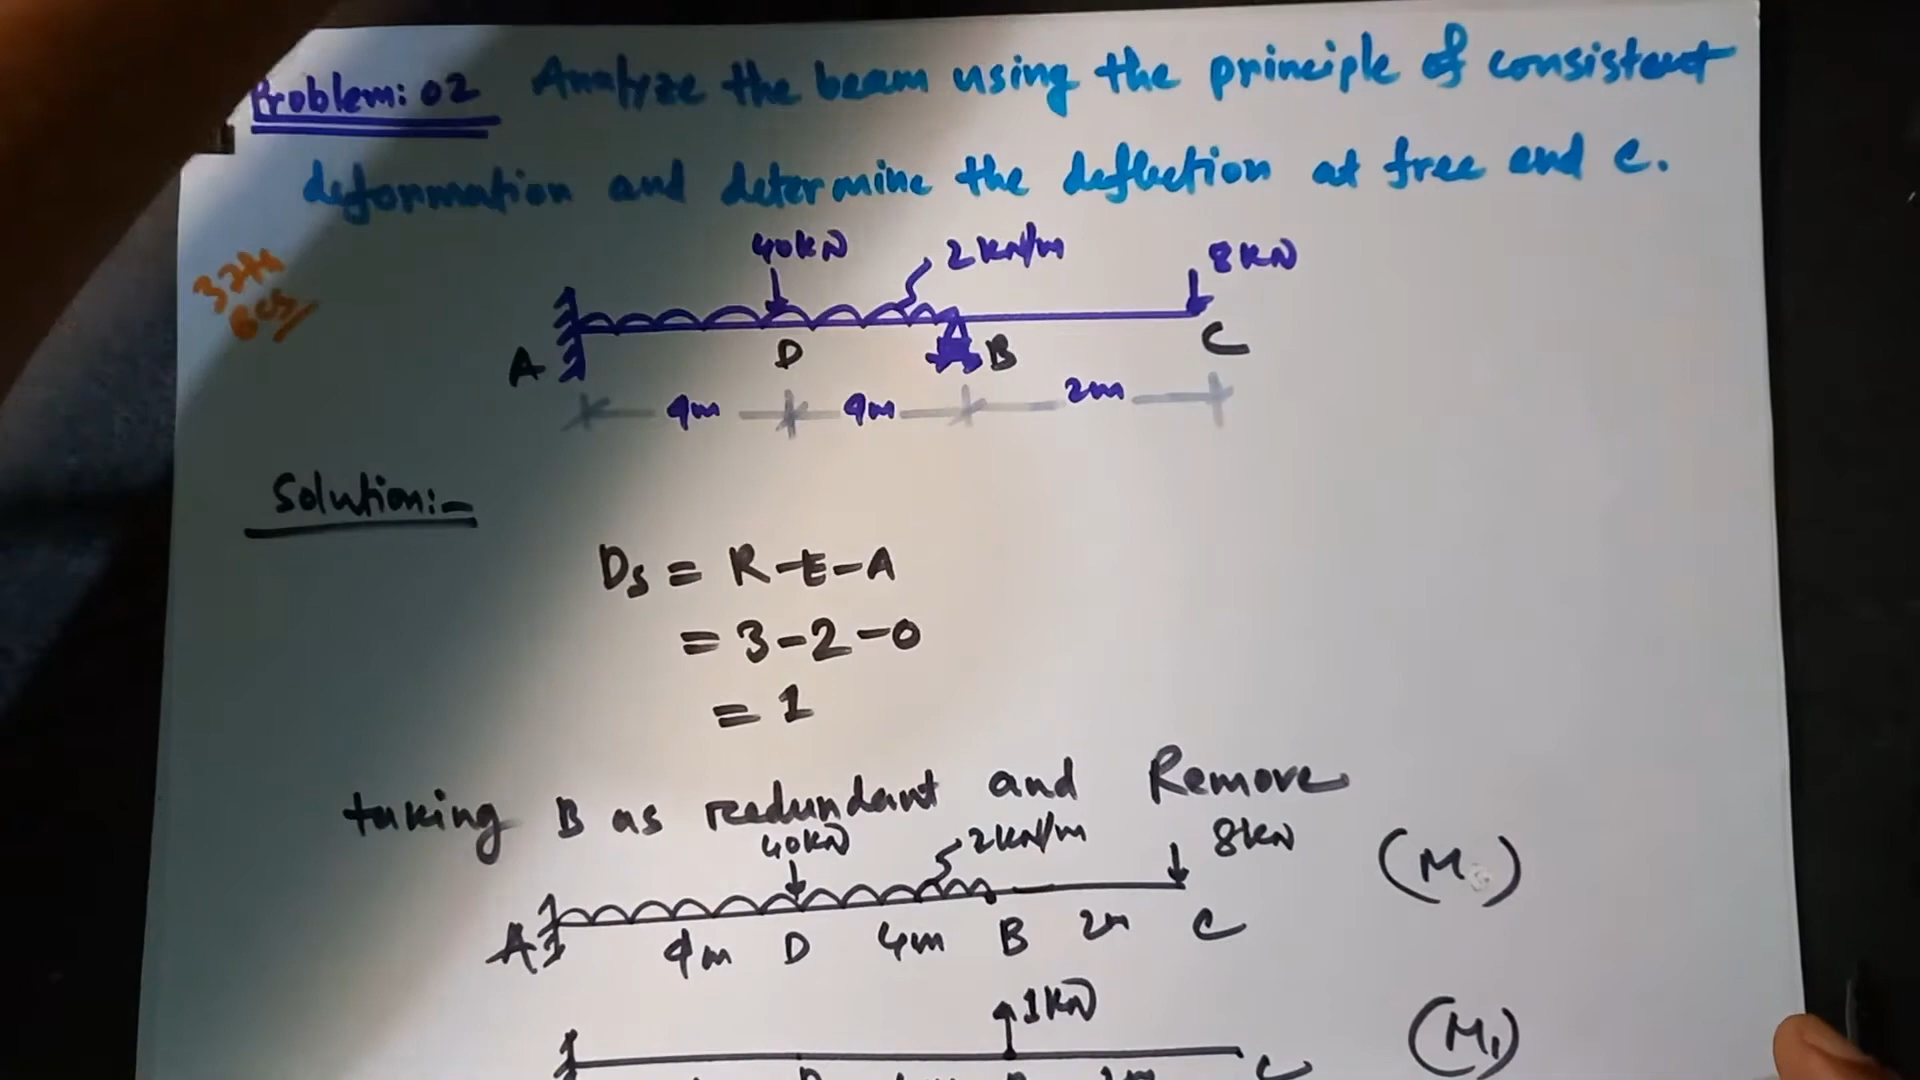 Problem: 02 Analyze the beam using the principle of consistent
deformation and determine the deflection at free end C.
37th
BCS
40kN 2kN/m 8kN
A D B C
4m 4m 2m
Solution:-
Ds = R-E-A
= 3-2-0
= 1
taking B as redundant and Remove
40kN 2kN/m 8kN (M
A 4m D 4m B 2m C
1kN (M1)
C